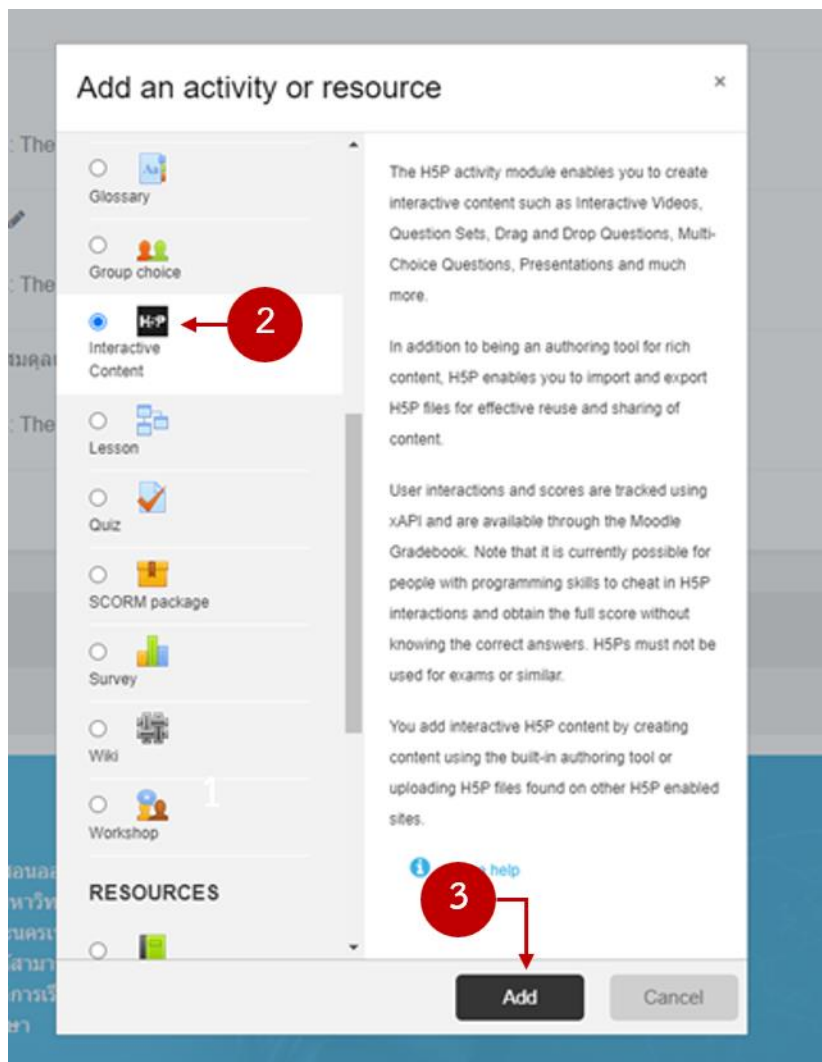 Add an activity or resource
×
: The
: The
: The
Glossary
Group choice
H5P
Interactive
Content
2
Lesson
Quiz
SCORM package
Survey
Wiki
1
Workshop
RESOURCES
The H5P activity module enables you to create
interactive content such as Interactive Videos,
Question Sets, Drag and Drop Questions, Multi-
Choice Questions, Presentations and much
more.
In addition to being an authoring tool for rich
content, H5P enables you to import and export
H5P files for effective reuse and sharing of
content.
User interactions and scores are tracked using
xAPI and are available through the Moodle
Gradebook. Note that it is currently possible for
people with programming skills to cheat in H5P
interactions and obtain the full score without
knowing the correct answers. H5Ps must not be
used for exams or similar.
You add interactive H5P content by creating
content using the built-in authoring tool or
uploading H5P files found on other H5P enabled
sites.
help
3
Add
Cancel